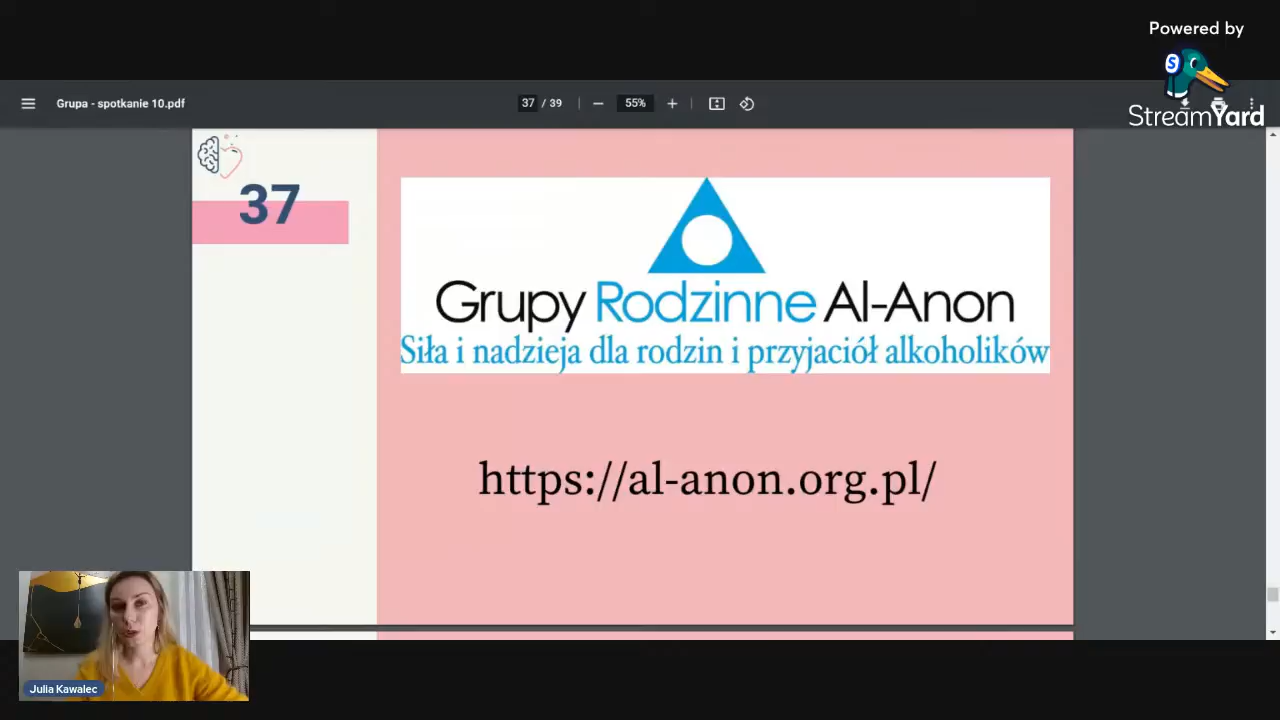 Powered by
StreamYard
Grupa - spotkanie 10.pdf
37 / 39
55%
37
Grupy Rodzinne Al-Anon
Siła i nadzieja dla rodzin i przyjaciół alkoholików
https://al-anon.org.pl/
Julia Kawalec